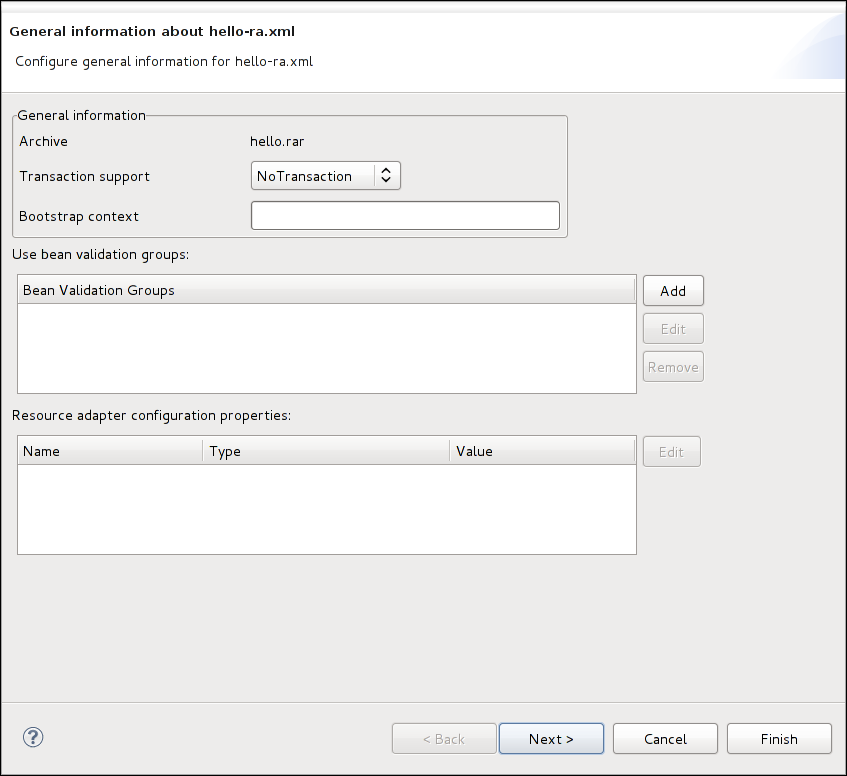 General information about hello-ra.xml
Configure general information for hello-ra.xml
General information
Archive hello.rar
Transaction support NoTransaction
Bootstrap context
Use bean validation groups:
Bean Validation Groups Add
Edit
Remove
Resource adapter configuration properties:
Name Type Value Edit
? < Back Next > Cancel Finish